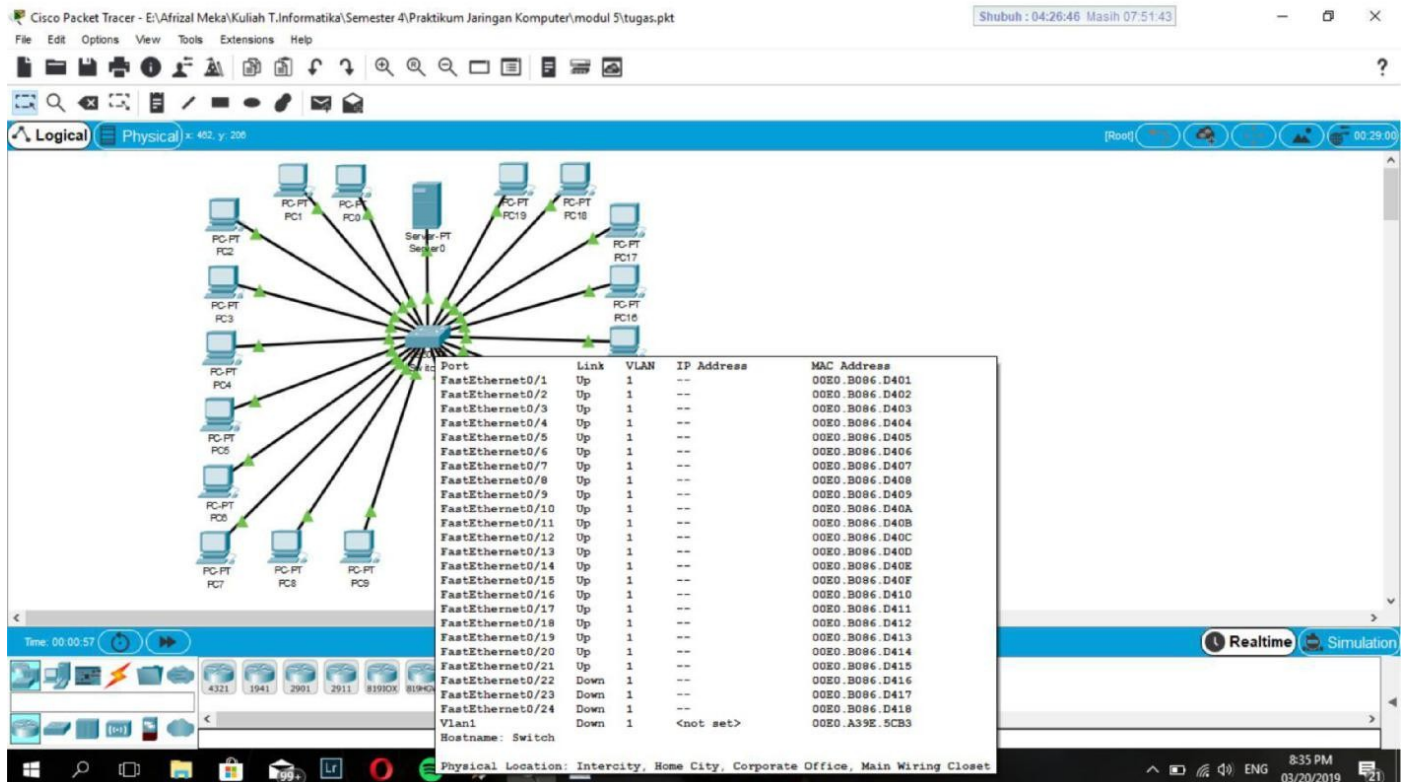 Cisco Packet Tracer - E:\Afrizal Meka\Kuliah T.Informatika\Semester 4\Praktikum Jaringan Komputer\modul 5\tugas.pkt
Shubuh : 04:26:46 Masih 07:51:43
File Edit Options View Tools Extensions Help
Logical Physical x: 462, y: 206
[Root] 00:29:00
PC-PT
PC1
PC-PT
PC0
Server-PT
Server0
PC-PT
PC19
PC-PT
PC18
PC-PT
PC2
PC-PT
PC17
PC-PT
PC3
PC-PT
PC16
PC-PT
PC4
PC-PT
PC5
PC-PT
PC6
PC-PT
PC7
PC-PT
PC8
PC-PT
PC9
Port Link VLAN IP Address MAC Address
FastEthernet0/1 Up 1 -- 00E0.B086.D401
FastEthernet0/2 Up 1 -- 00E0.B086.D402
FastEthernet0/3 Up 1 -- 00E0.B086.D403
FastEthernet0/4 Up 1 -- 00E0.B086.D404
FastEthernet0/5 Up 1 -- 00E0.B086.D405
FastEthernet0/6 Up 1 -- 00E0.B086.D406
FastEthernet0/7 Up 1 -- 00E0.B086.D407
FastEthernet0/8 Up 1 -- 00E0.B086.D408
FastEthernet0/9 Up 1 -- 00E0.B086.D409
FastEthernet0/10 Up 1 -- 00E0.B086.D40A
FastEthernet0/11 Up 1 -- 00E0.B086.D40B
FastEthernet0/12 Up 1 -- 00E0.B086.D40C
FastEthernet0/13 Up 1 -- 00E0.B086.D40D
FastEthernet0/14 Up 1 -- 00E0.B086.D40E
FastEthernet0/15 Up 1 -- 00E0.B086.D40F
FastEthernet0/16 Up 1 -- 00E0.B086.D410
FastEthernet0/17 Up 1 -- 00E0.B086.D411
FastEthernet0/18 Up 1 -- 00E0.B086.D412
FastEthernet0/19 Up 1 -- 00E0.B086.D413
FastEthernet0/20 Up 1 -- 00E0.B086.D414
FastEthernet0/21 Up 1 -- 00E0.B086.D415
FastEthernet0/22 Down 1 -- 00E0.B086.D416
FastEthernet0/23 Down 1 -- 00E0.B086.D417
FastEthernet0/24 Down 1 -- 00E0.B086.D418
Vlan1 Down 1 <not set> 00E0.A39E.5CB3
Hostname: Switch
Physical Location: Intercity, Home City, Corporate Office, Main Wiring Closet
Time: 00:00:57
Realtime Simulation
4321 1941 2901 2911 819IOX
99+
Lr
ENG
8:35 PM
03/20/2019